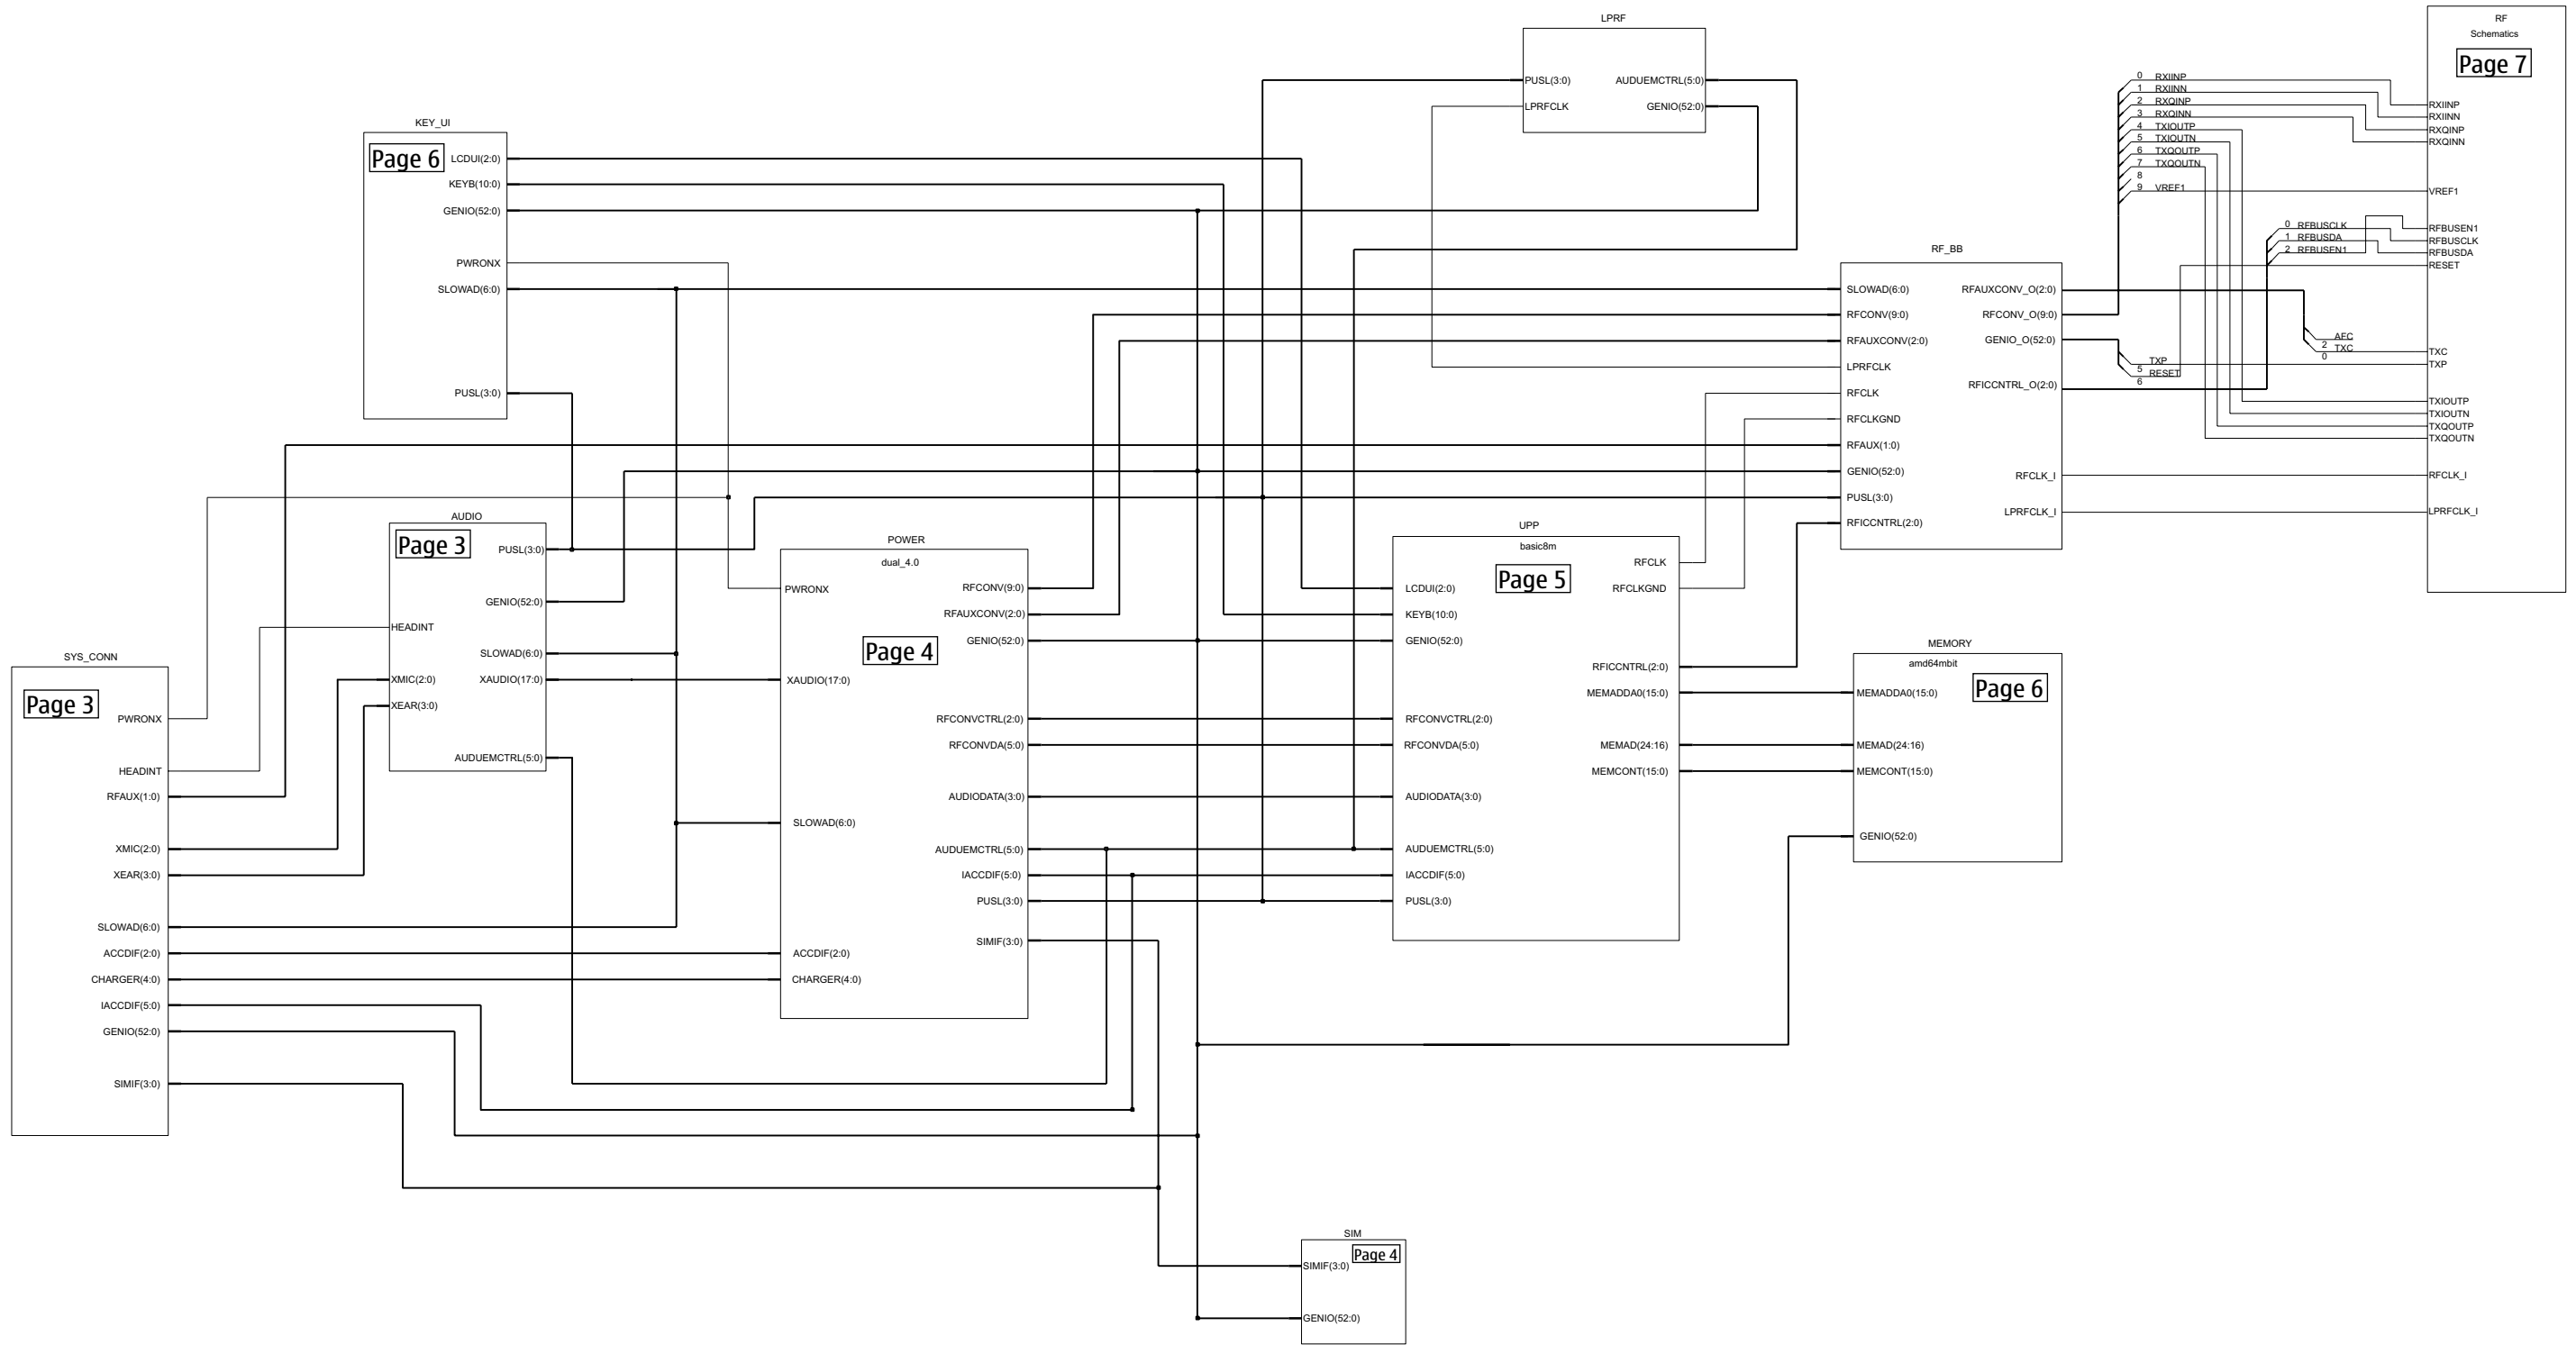 LPRF
PUSL(3:0)
AUDUEMCTRL(5:0)
LPRFCLK
GENIO(52:0)
RF
Schematics
Page 7
RXIINP
RXIINN
RXQINP
RXQINN
VREF1
RFBUSEN1
RFBUSCLK
RFBUSDA
RESET
TXC
TXP
TXIOUTP
TXIOUTN
TXQOUTP
TXQOUTN
RFCLK_I
LPRFCLK_I
0 RXIINP
1 RXIINN
2 RXQINP
3 RXQINN
4 TXIOUTP
5 TXIOUTN
6 TXQOUTP
7 TXQOUTN
8
9 VREF1
0 RFBUSCLK
1 RFBUSDA
2 RFBUSEN1
AFC
2 TXC
0
TXP
5 RESET
6
KEY_UI
Page 6
LCDUI(2:0)
KEYB(10:0)
GENIO(52:0)
PWRONX
SLOWAD(6:0)
PUSL(3:0)
RF_BB
SLOWAD(6:0)
RFCONV(9:0)
RFAUXCONV(2:0)
LPRFCLK
RFCLK
RFCLKGND
RFAUX(1:0)
GENIO(52:0)
PUSL(3:0)
RFICCNTRL(2:0)
RFAUXCONV_O(2:0)
RFCONV_O(9:0)
GENIO_O(52:0)
RFICCNTRL_O(2:0)
RFCLK_I
LPRFCLK_I
AUDIO
Page 3
PUSL(3:0)
GENIO(52:0)
HEADINT
SLOWAD(6:0)
XMIC(2:0)
XAUDIO(17:0)
XEAR(3:0)
AUDUEMCTRL(5:0)
POWER
dual_4.0
Page 4
PWRONX
XAUDIO(17:0)
SLOWAD(6:0)
ACCDIF(2:0)
CHARGER(4:0)
RFCONV(9:0)
RFAUXCONV(2:0)
GENIO(52:0)
RFCONVCTRL(2:0)
RFCONVDA(5:0)
AUDIODATA(3:0)
AUDUEMCTRL(5:0)
IACCDIF(5:0)
PUSL(3:0)
SIMIF(3:0)
UPP
basic8m
Page 5
LCDUI(2:0)
KEYB(10:0)
GENIO(52:0)
RFCONVCTRL(2:0)
RFCONVDA(5:0)
AUDIODATA(3:0)
AUDUEMCTRL(5:0)
IACCDIF(5:0)
PUSL(3:0)
RFCLK
RFCLKGND
RFICCNTRL(2:0)
MEMADDA0(15:0)
MEMAD(24:16)
MEMCONT(15:0)
MEMORY
amd64mbit
Page 6
MEMADDA0(15:0)
MEMAD(24:16)
MEMCONT(15:0)
GENIO(52:0)
SYS_CONN
Page 3
PWRONX
HEADINT
RFAUX(1:0)
XMIC(2:0)
XEAR(3:0)
SLOWAD(6:0)
ACCDIF(2:0)
CHARGER(4:0)
IACCDIF(5:0)
GENIO(52:0)
SIMIF(3:0)
SIM
Page 4
SIMIF(3:0)
GENIO(52:0)